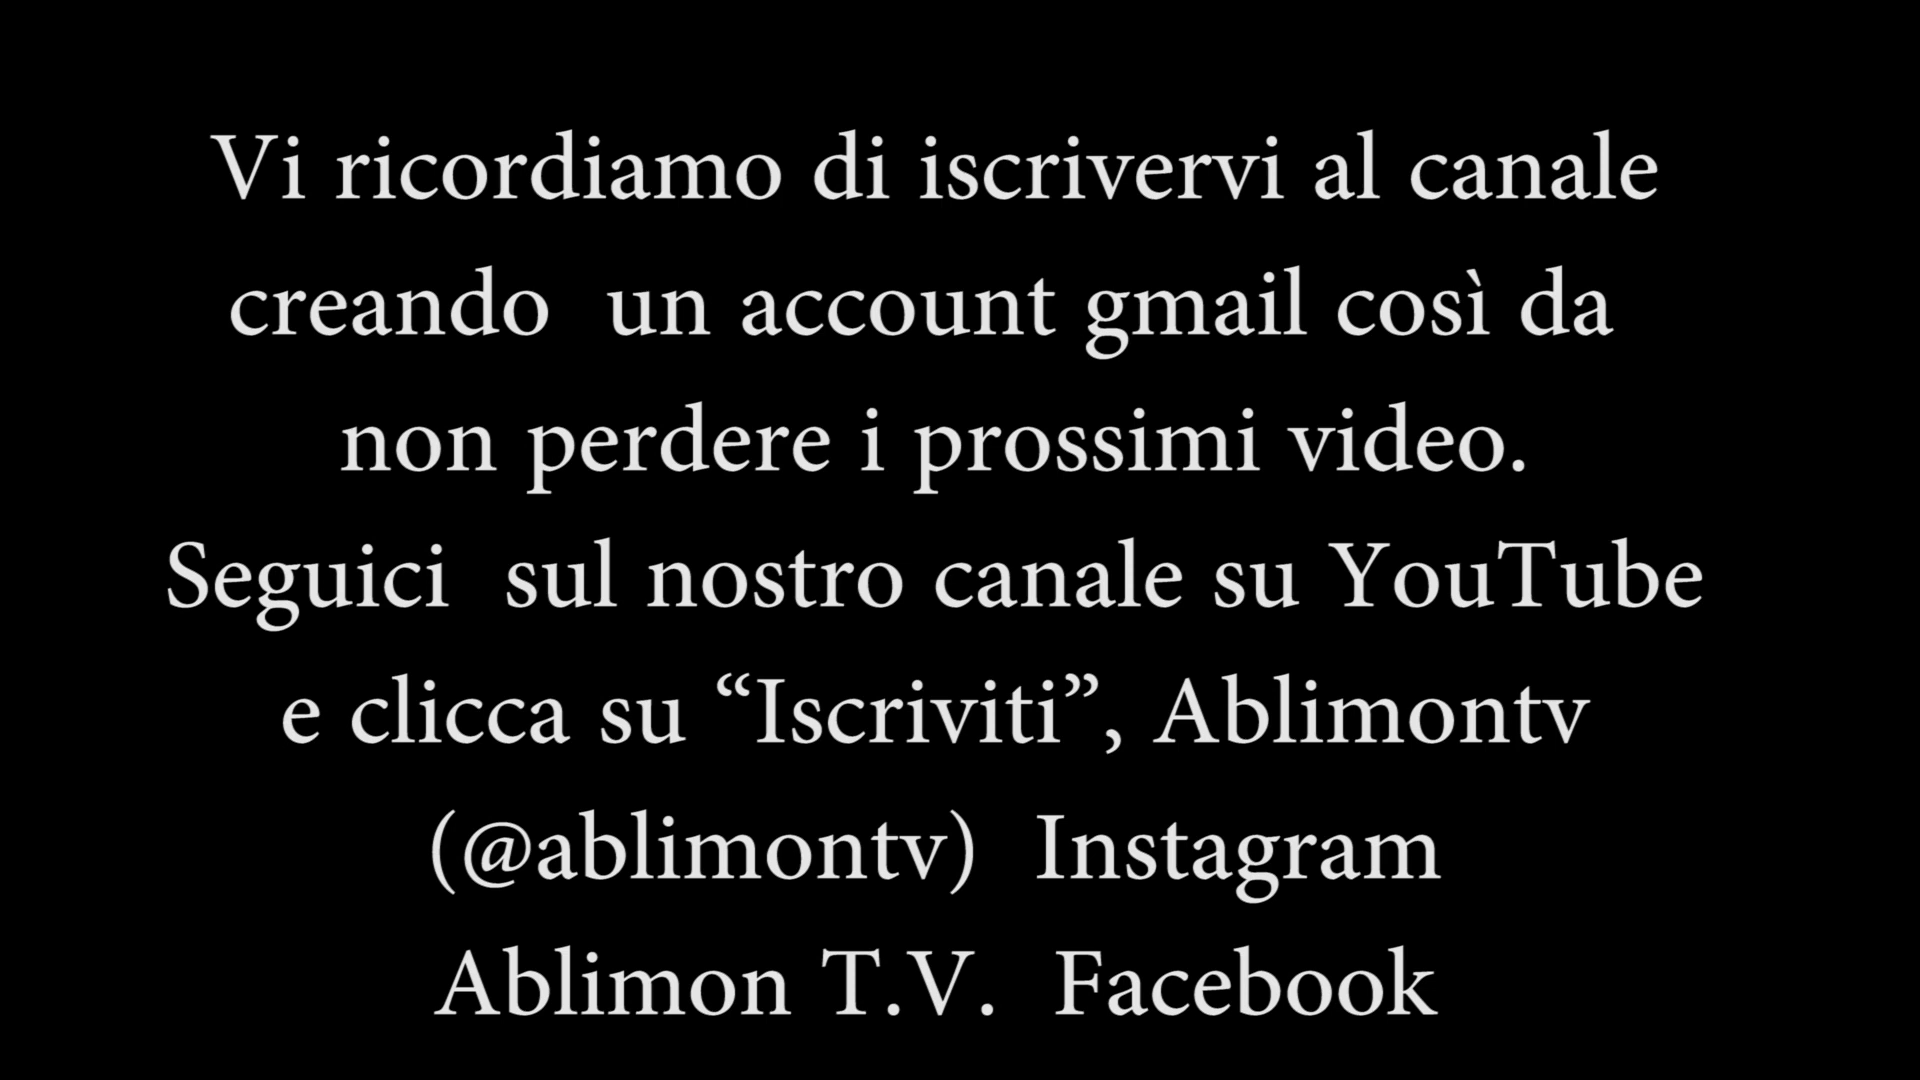 Vi ricordiamo di iscrivervi al canale
creando  un account gmail così da
non perdere i prossimi video.
Seguici  sul nostro canale su YouTube
e clicca su “Iscriviti”, Ablimontv
(@ablimontv)  Instagram
Ablimon T.V.  Facebook